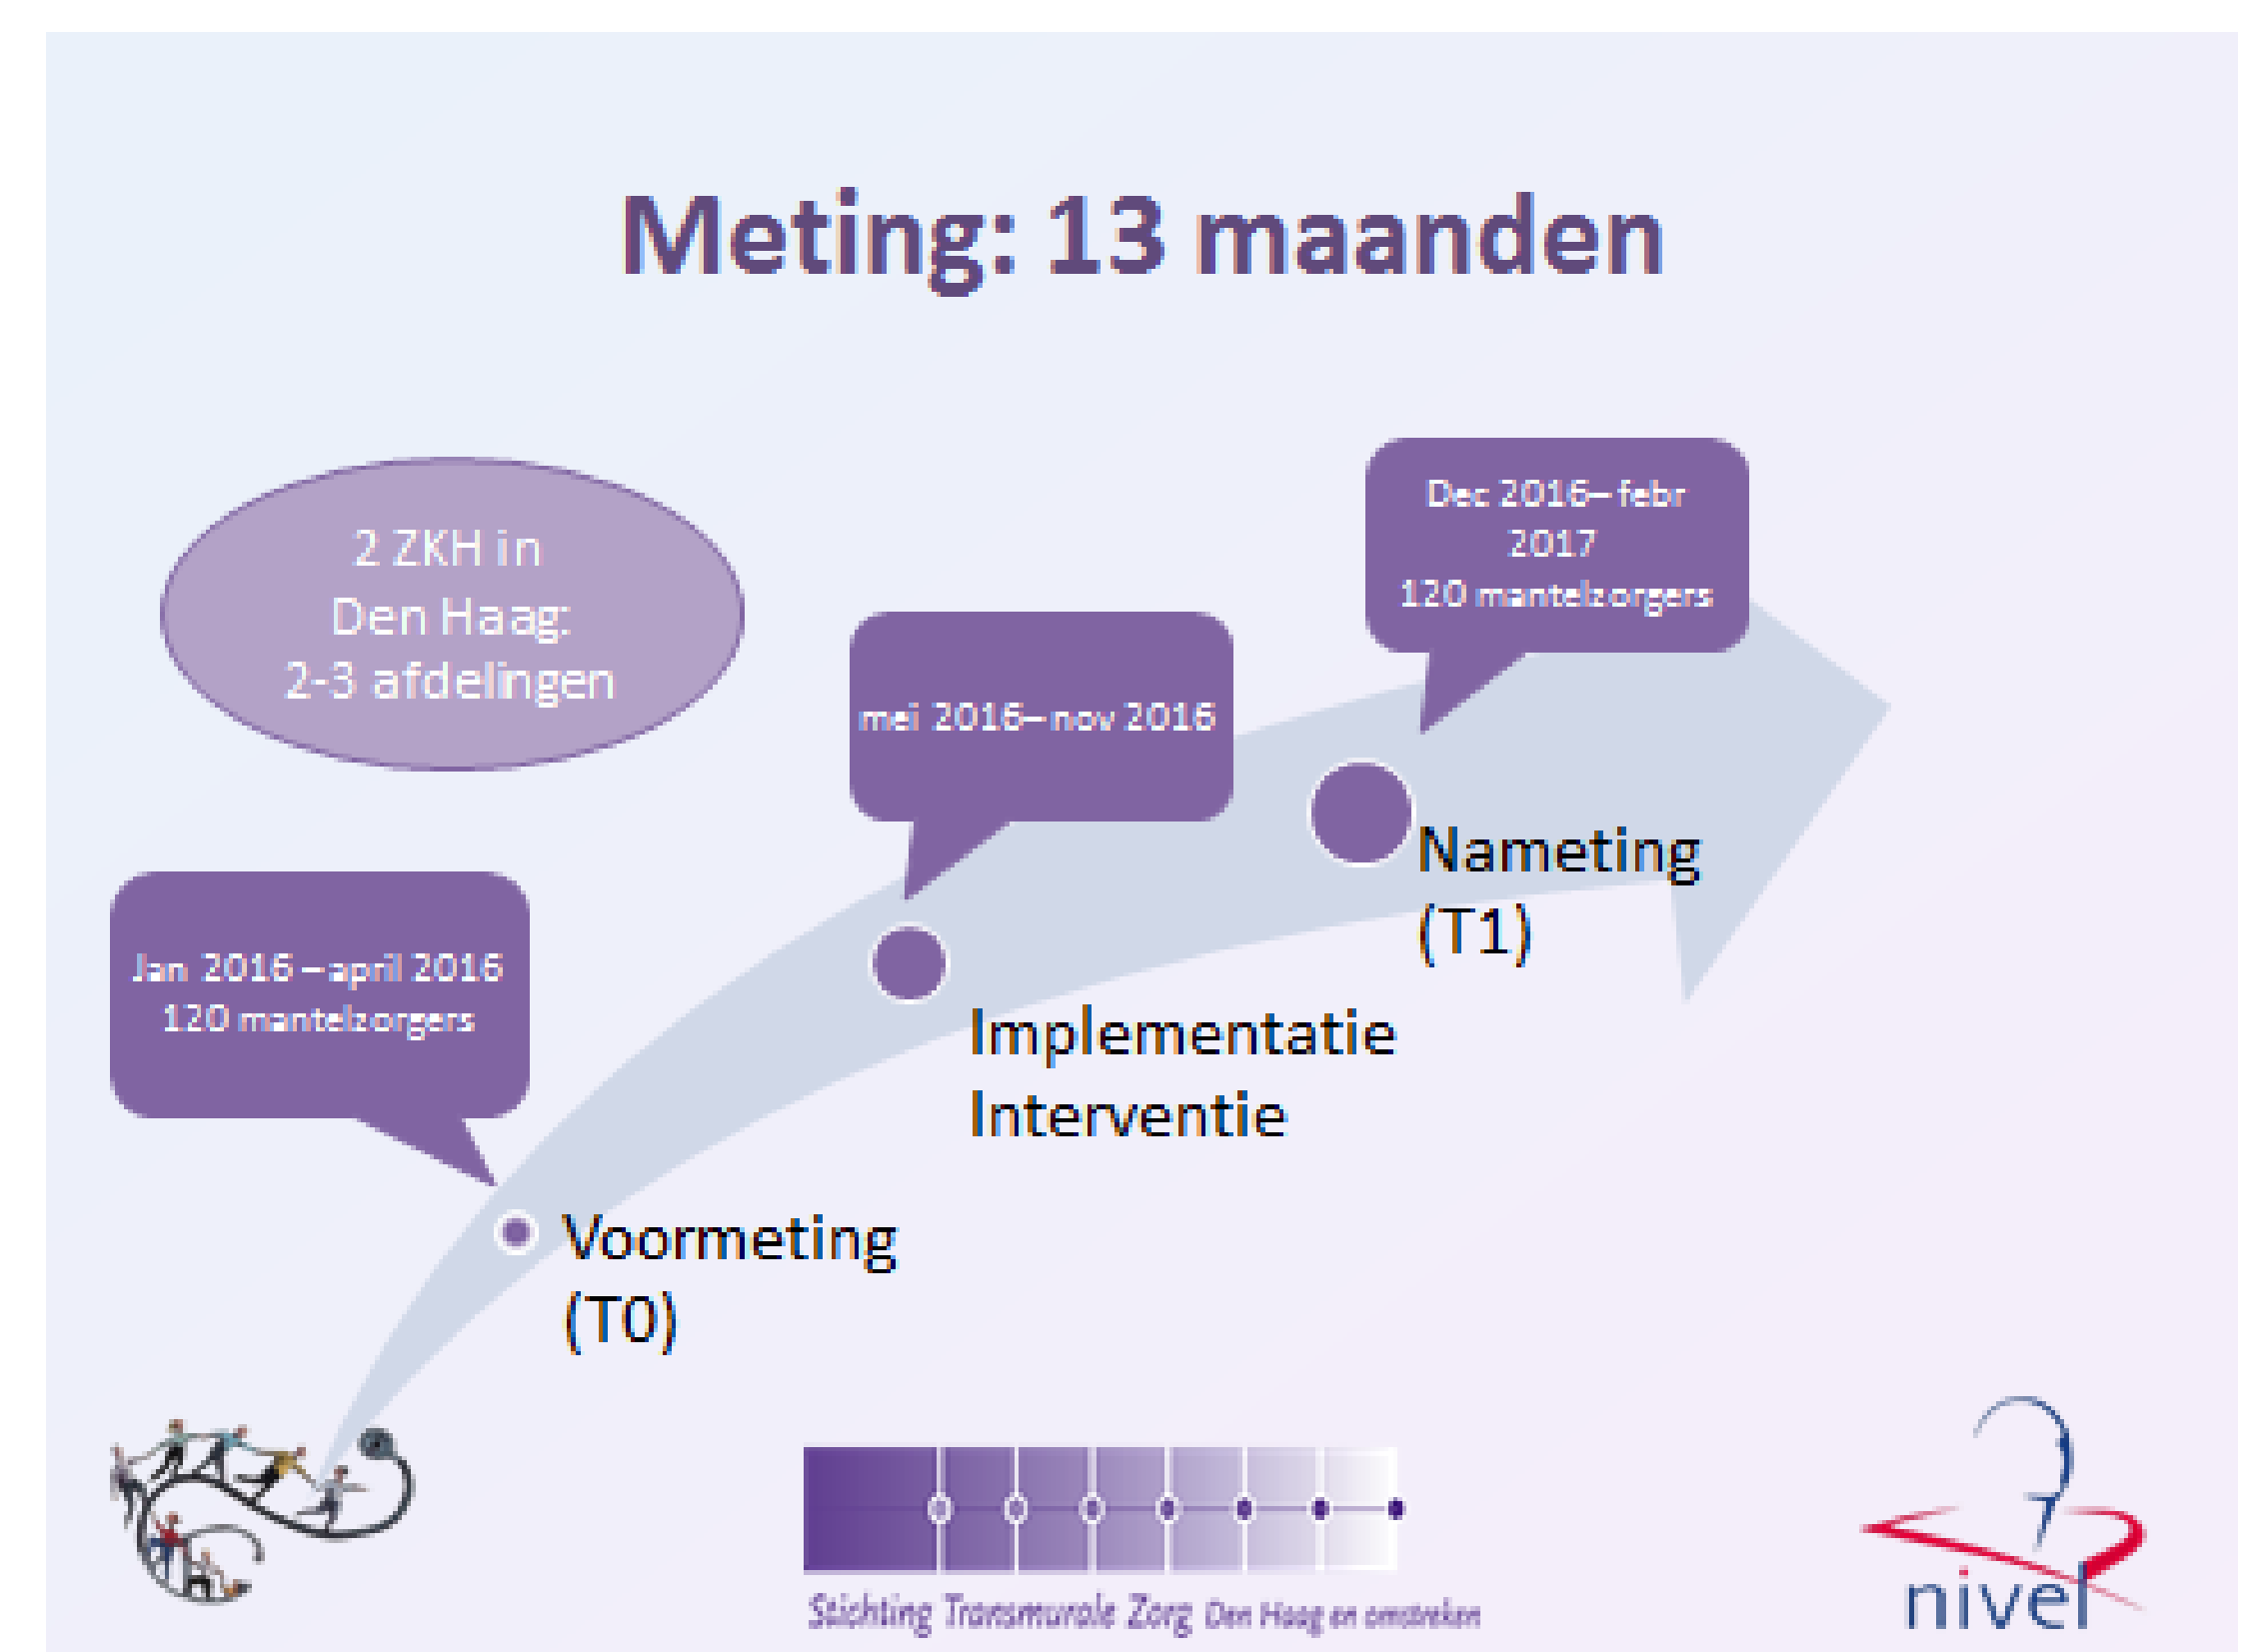 Meting: 13 maanden
2 ZKH in
Den Haag:
2-3 afdelingen
Dec 2016– febr
2017
120 mantelzorgers
mei 2016– nov 2016
Nameting
(T1)
Jan 2016 – april 2016
120 mantelzorgers
Implementatie
Interventie
Voormeting
(T0)
Stichting Transmurale Zorg Den Haag en omstreken
nivel